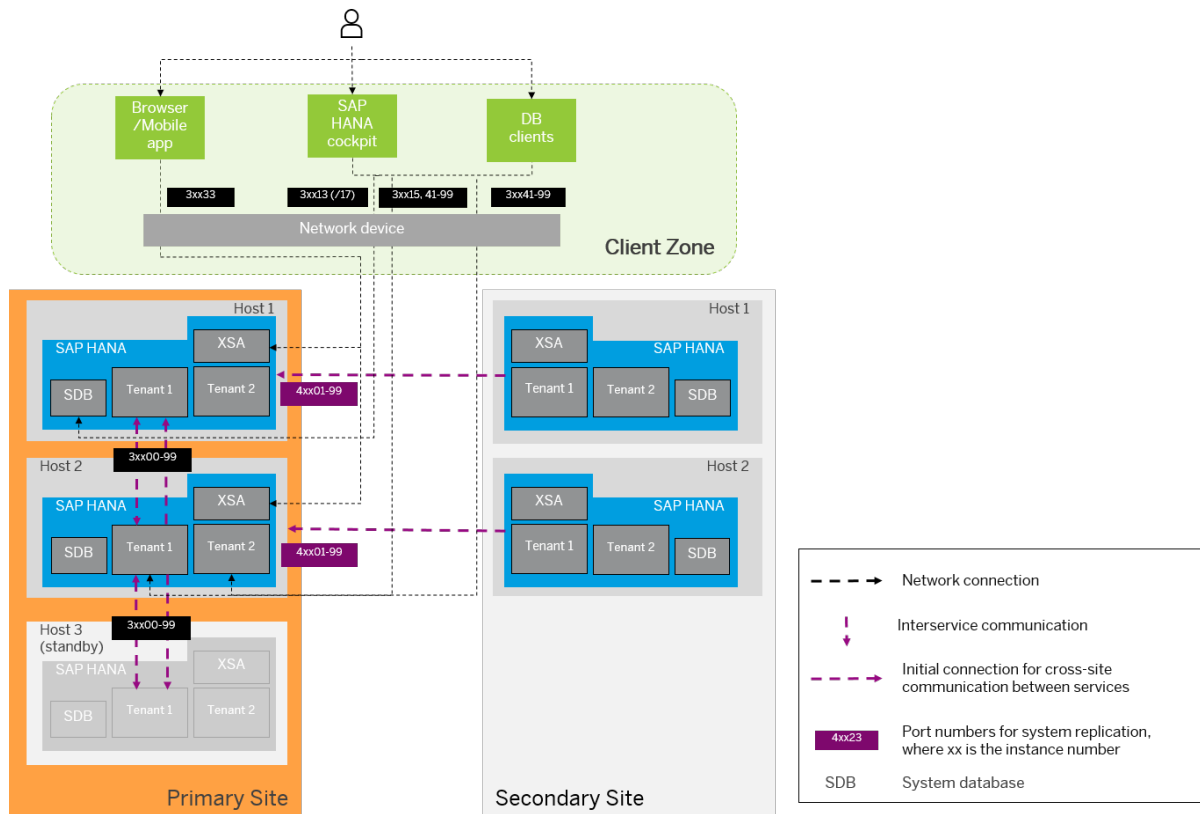 Browser
/Mobile
app
SAP
HANA
cockpit
DB
clients
3xx33
3xx13 (/17)
3xx15, 41-99
3xx41-99
Network device
Client Zone
Host 1
XSA
SAP HANA
SDB
Tenant 1
Tenant 2
4xx01-99
3xx00-99
Host 2
XSA
SAP HANA
SDB
Tenant 1
Tenant 2
4xx01-99
3xx00-99
Host 3
(standby)
XSA
SAP HANA
SDB
Tenant 1
Tenant 2
Primary Site
Host 1
XSA
SAP HANA
Tenant 1
Tenant 2
SDB
Host 2
XSA
SAP HANA
Tenant 1
Tenant 2
SDB
Secondary Site
Network connection
Interservice communication
Initial connection for cross-site
communication between services
4xx23
Port numbers for system replication,
where xx is the instance number
SDB
System database